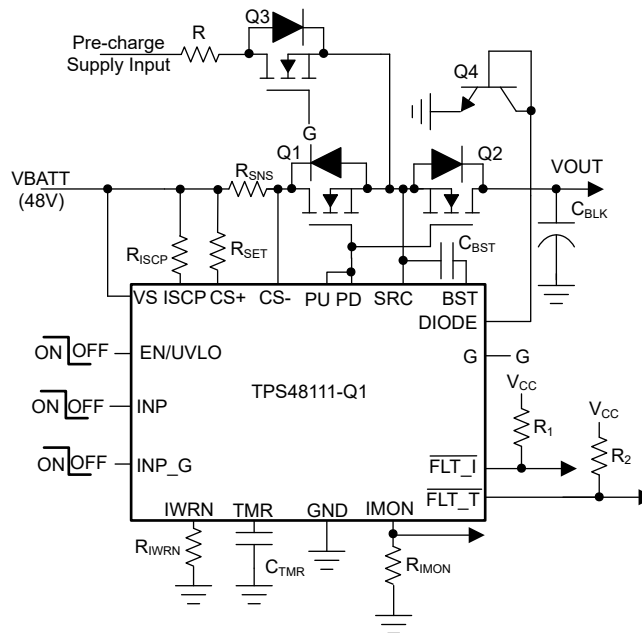 Q3
Pre-charge
Supply Input
R
Q4
G
Q1
Q2
VBATT
(48V)
RSNS
VOUT
CBLK
RISCP
RSET
CBST
VS ISCP CS+ CS- PU PD SRC BST
DIODE
ON OFF EN/UVLO
G G
TPS48111-Q1
VCC
R1
VCC
R2
ON OFF INP
ON OFF INP_G
FLT_I
FLT_T
IWRN TMR GND IMON
RIWRN
CTMR
RIMON